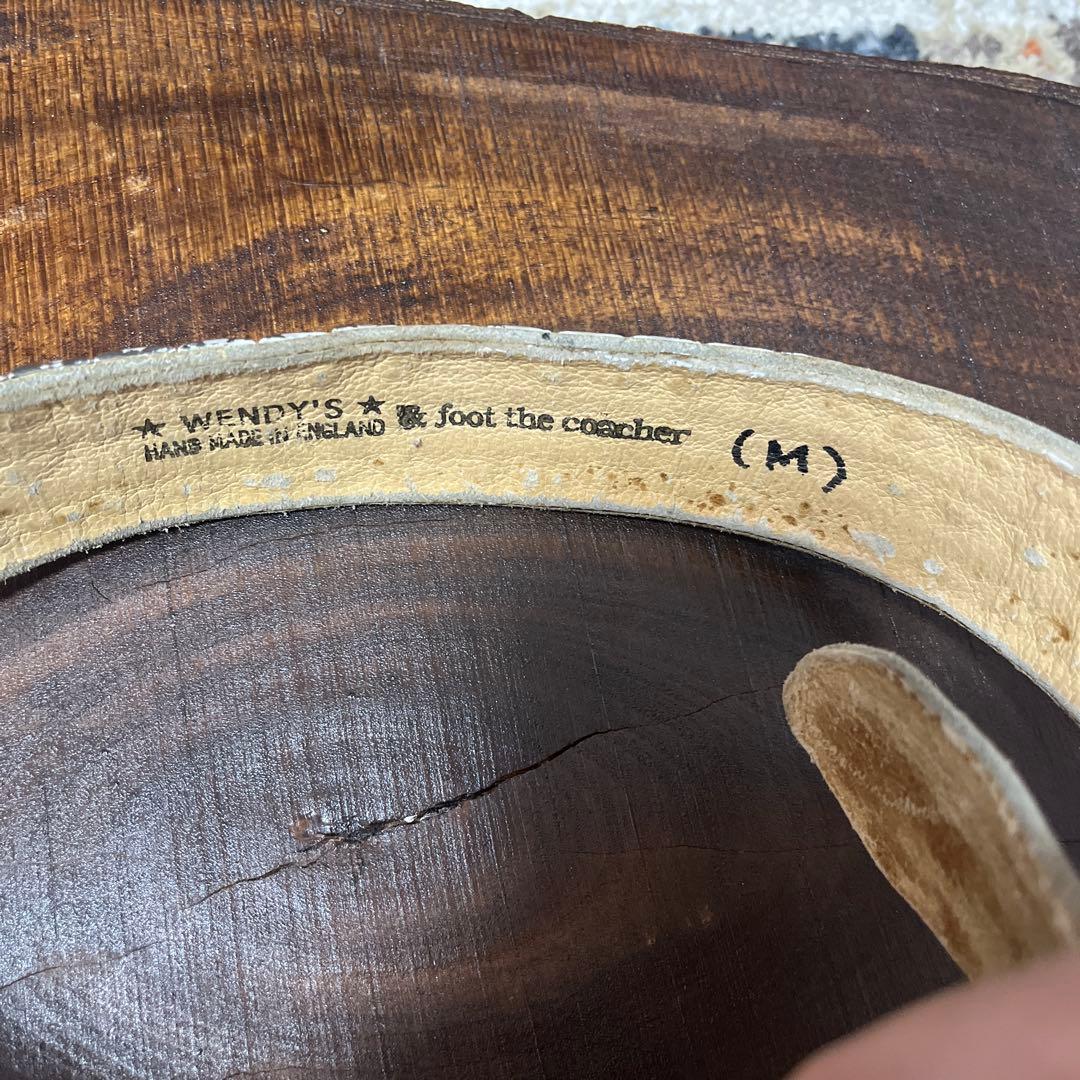 ★ WENDY'S ★
HAND MADE IN ENGLAND
& foot the coacher
(M)